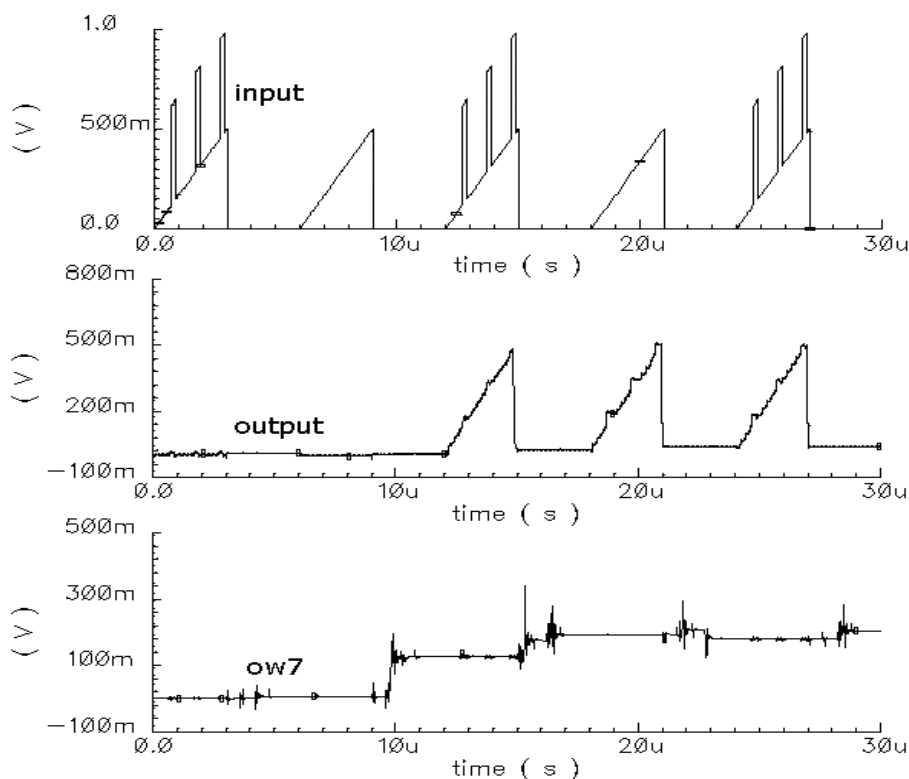 1.0
(V)
input
500m
0.0
0.0
10u
20u
30u
time ( s )
800m
(V)
500m
200m
output
-100m
0.0
10u
20u
30u
time ( s )
500m
(V)
300m
100m
ow7
-100m
0.0
10u
20u
30u
time ( s )